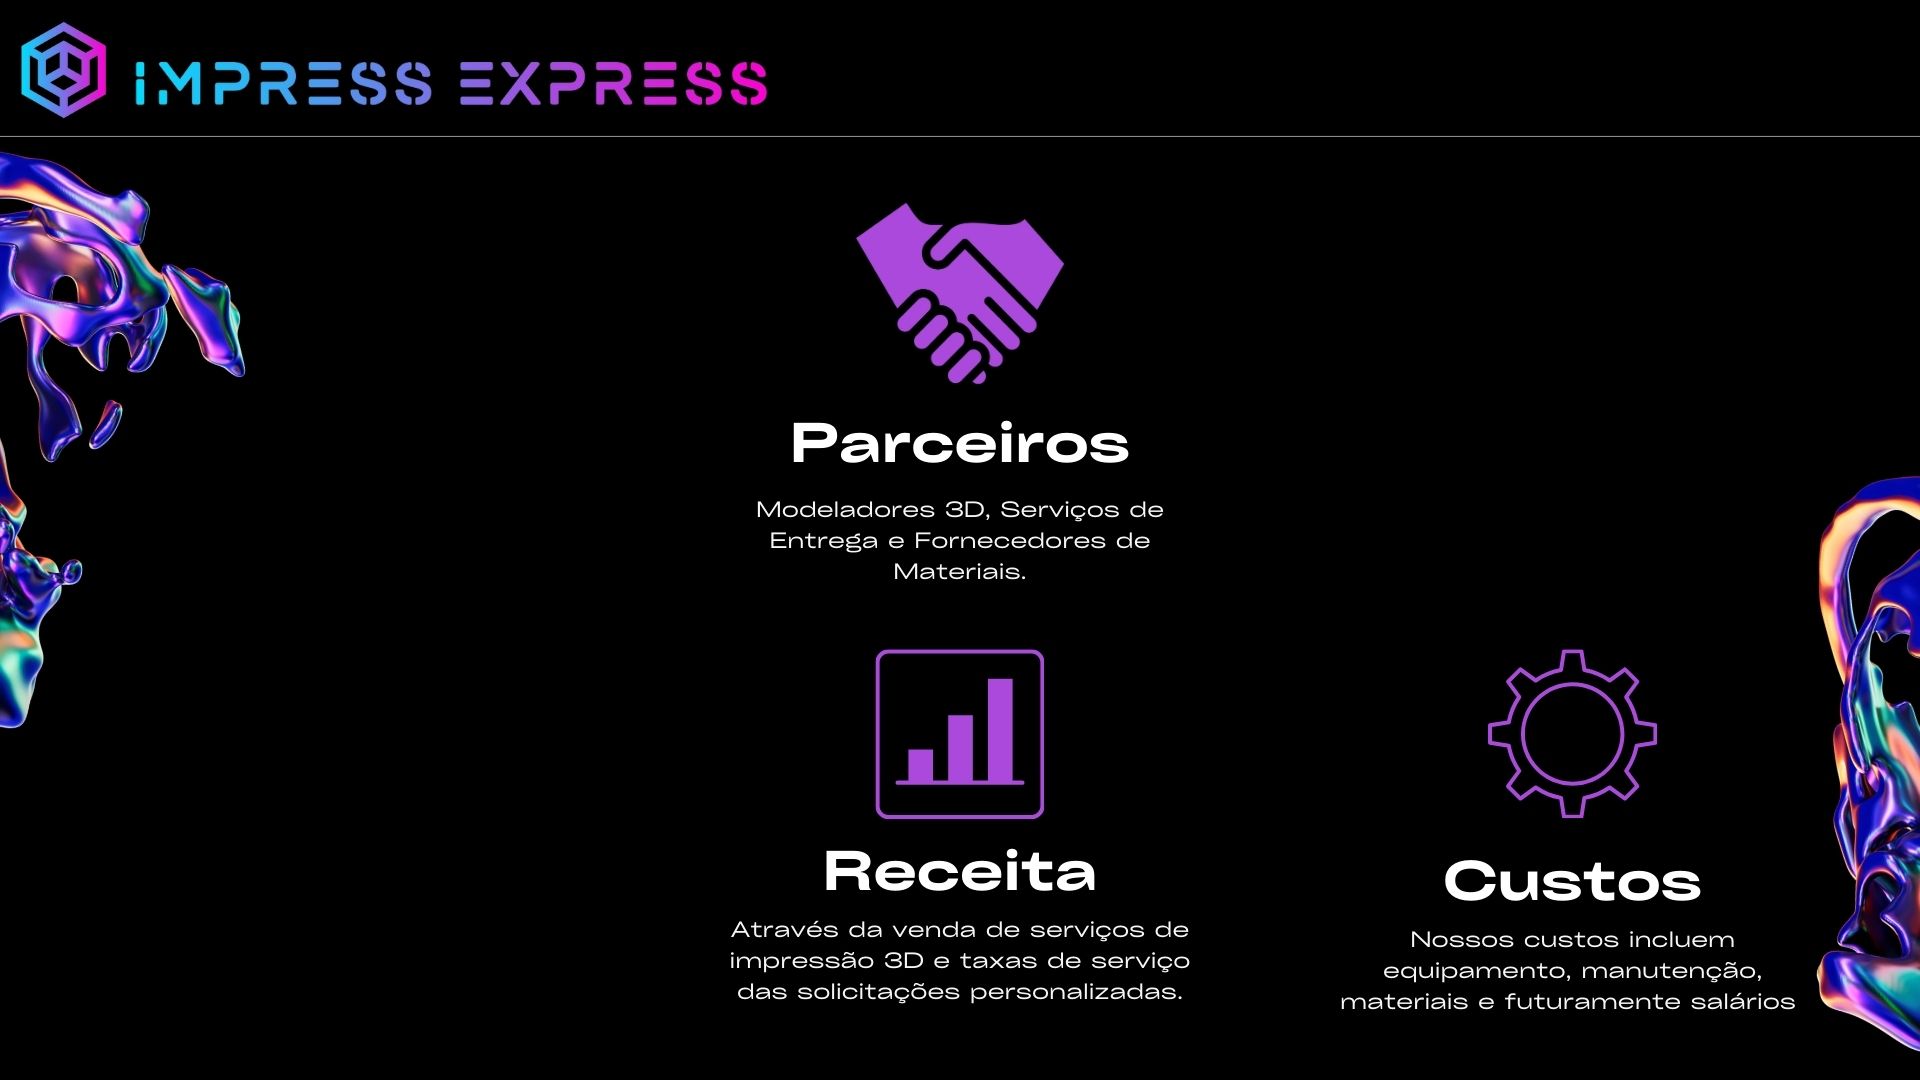 IMPRESS EXPRESS
Parceiros
Modeladores 3D, Serviços de
Entrega e Fornecedores de
Materiais.
Receita
Através da venda de serviços de
impressão 3D e taxas de serviço
das solicitações personalizadas.
Custos
Nossos custos incluem
equipamento, manutenção,
materiais e futuramente salários